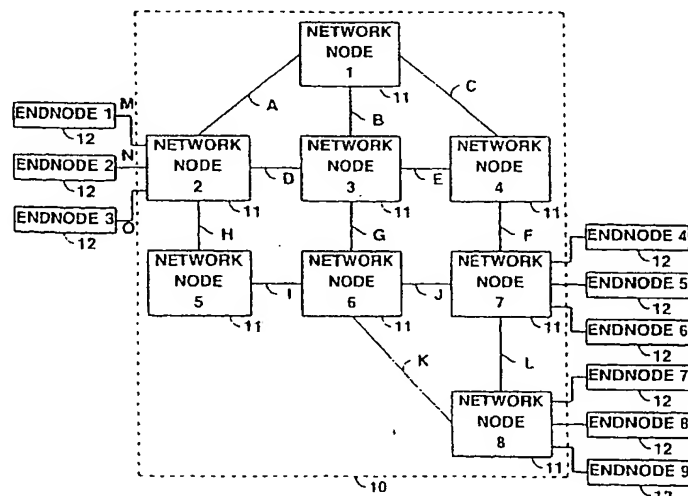 NETWORK
NODE
1
11
A
B
C
M
ENDNODE 1
12
N
ENDNODE 2
12
O
ENDNODE 3
12
NETWORK
NODE
2
11
D
NETWORK
NODE
3
11
E
NETWORK
NODE
4
11
H
G
F
NETWORK
NODE
5
11
I
NETWORK
NODE
6
11
J
NETWORK
NODE
7
11
ENDNODE 4
12
ENDNODE 5
12
ENDNODE 6
12
K
L
NETWORK
NODE
8
11
ENDNODE 7
12
ENDNODE 8
12
ENDNODE 9
12
10